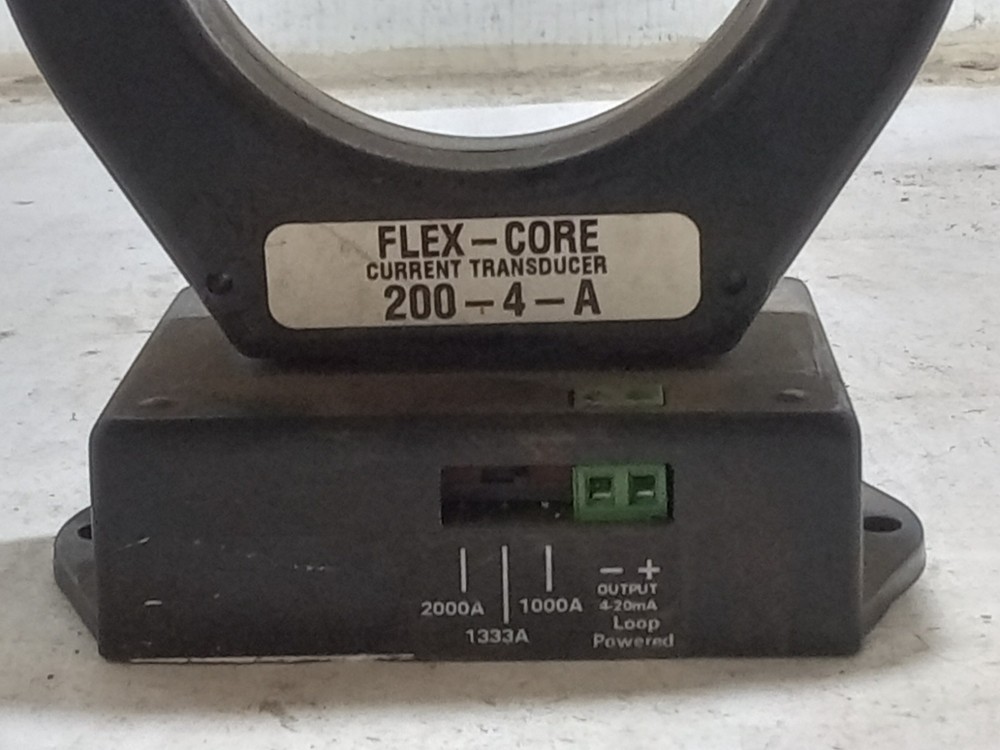 FLEX-CORE
CURRENT TRANSDUCER
200-4-A
- +
2000A 1000A OUTPUT
4-20mA
1333A Loop
Powered